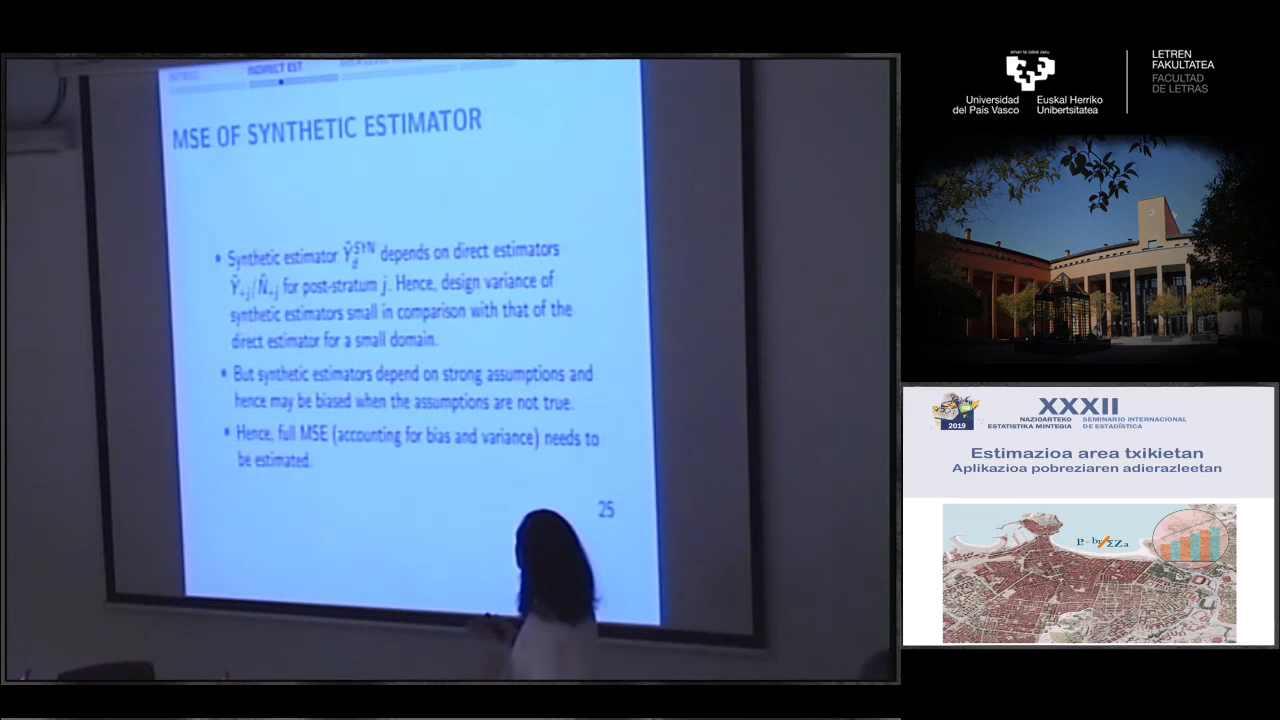 INDIRECT EST
MSE OF SYNTHETIC ESTIMATOR
• Synthetic estimator Ŷ_d^SYN depends on direct estimators
Ŷ₊ⱼ/N̂₊ⱼ for post-stratum j. Hence, design variance of
synthetic estimators small in comparison with that of the
direct estimator for a small domain.
• But synthetic estimators depend on strong assumptions and
hence may be biased when the assumptions are not true.
• Hence, full MSE (accounting for bias and variance) needs to
be estimated.
25
eman ta zabal zazu
Universidad
del País Vasco
Euskal Herriko
Unibertsitatea
LETREN
FAKULTATEA
FACULTAD
DE LETRAS
2019
XXXII
NAZIOARTEKO
ESTATISTIKA MINTEGIA
SEMINARIO INTERNACIONAL
DE ESTADÍSTICA
Estimazioa area txikietan
Aplikazioa pobreziaren adierazleetan